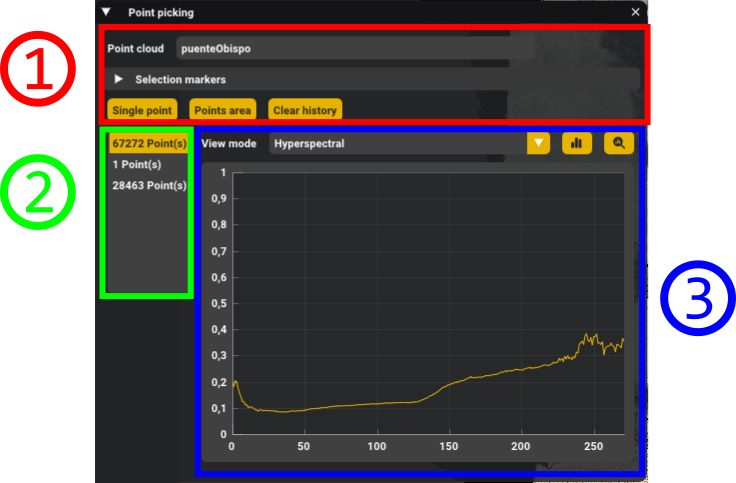 Point picking
1
Point cloud puenteObispo
Selection markers
Single point Points area Clear history
2
67272 Point(s)
1 Point(s)
28463 Point(s)
View mode Hyperspectral
3
1
0,9
0,8
0,7
0,6
0,5
0,4
0,3
0,2
0,1
0
0 50 100 150 200 250